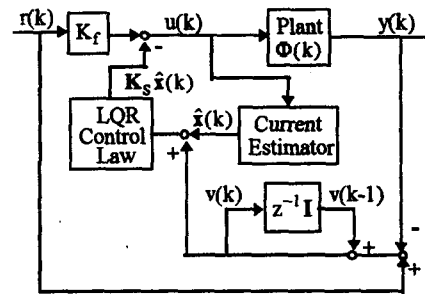 r(k)
K_f
u(k)
Plant
Φ(k)
y(k)
-
K_S x̂(k)
LQR
Control
Law
x̂(k)
+
Current
Estimator
v(k)
z⁻¹ I
v(k-1)
+
-
+